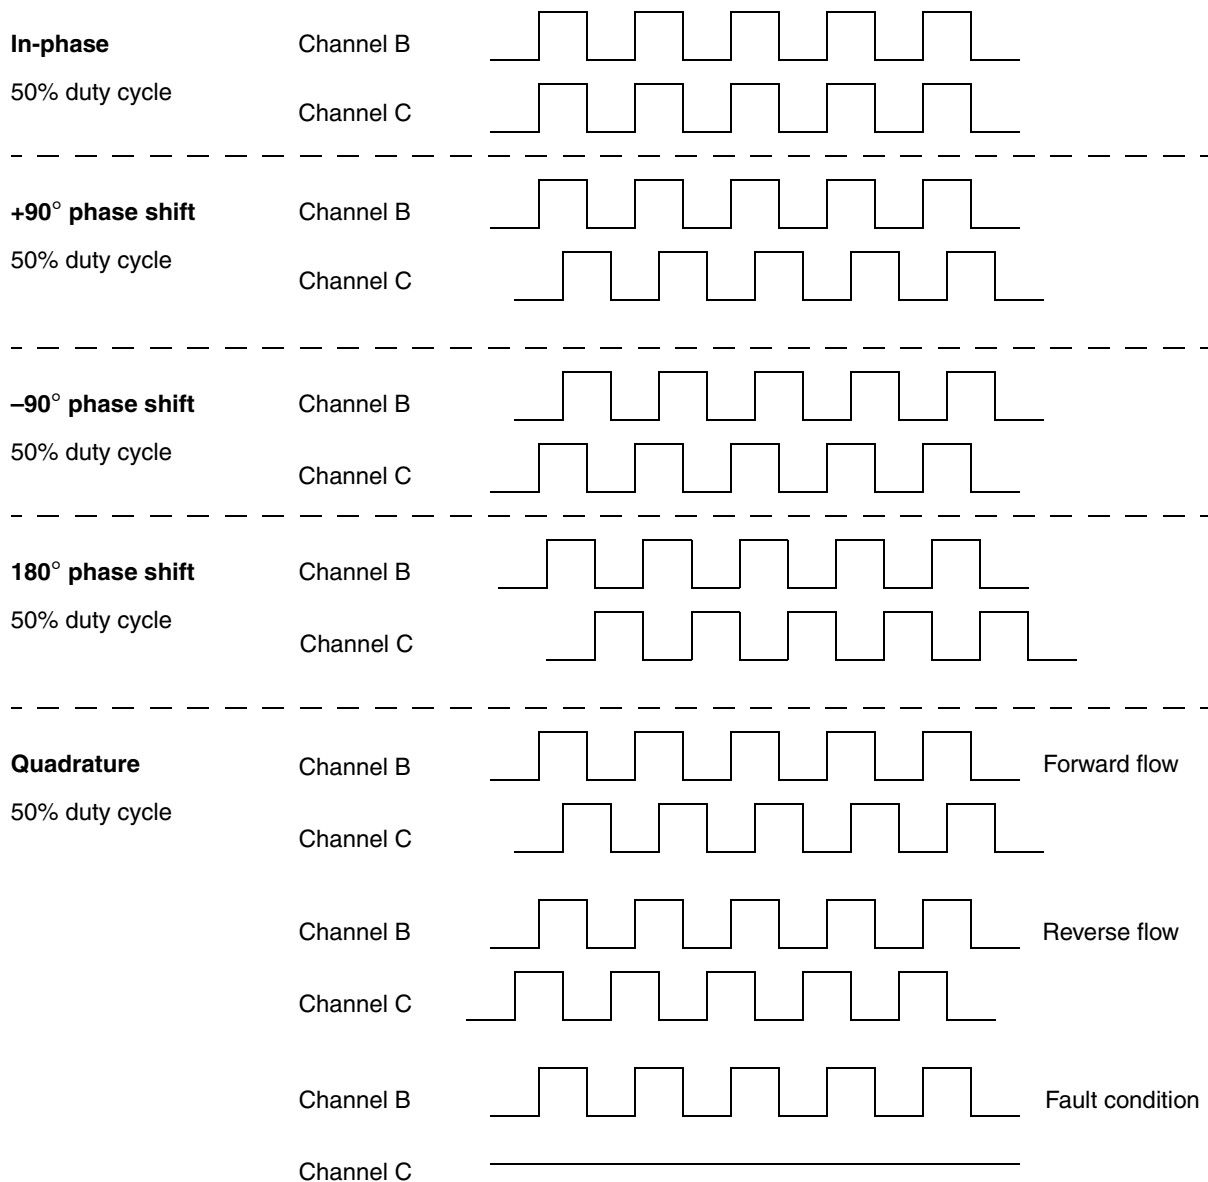 In-phase
Channel B
50% duty cycle
Channel C
+90° phase shift
Channel B
50% duty cycle
Channel C
–90° phase shift
Channel B
50% duty cycle
Channel C
180° phase shift
Channel B
50% duty cycle
Channel C
Quadrature
Channel B
Forward flow
50% duty cycle
Channel C
Channel B
Reverse flow
Channel C
Channel B
Fault condition
Channel C